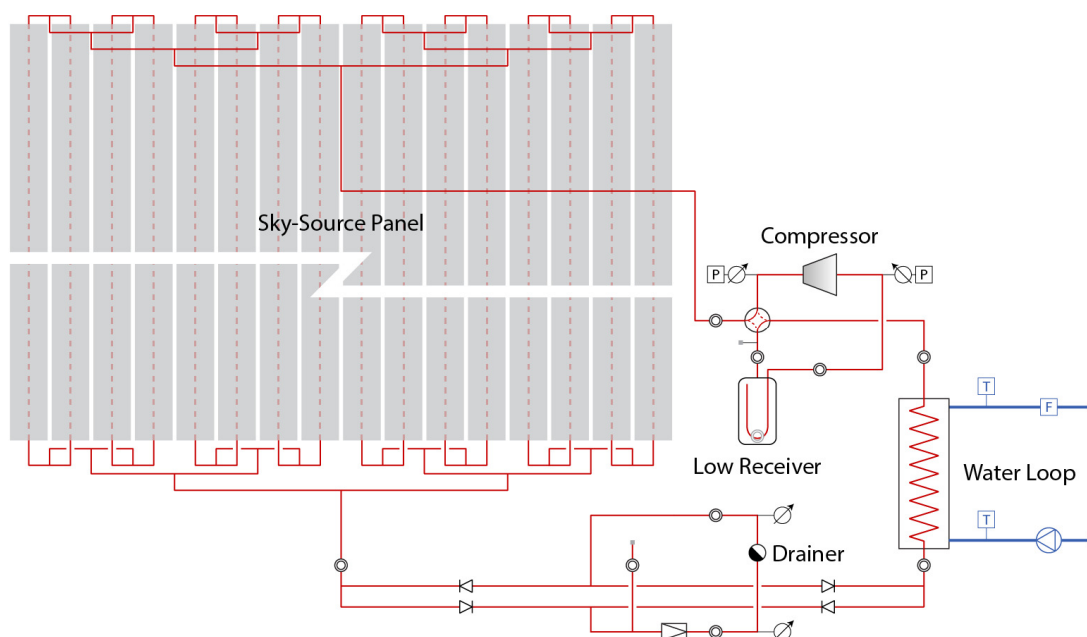 Sky-Source Panel
Compressor
P
P
T
F
Low Receiver
Water Loop
T
Drainer